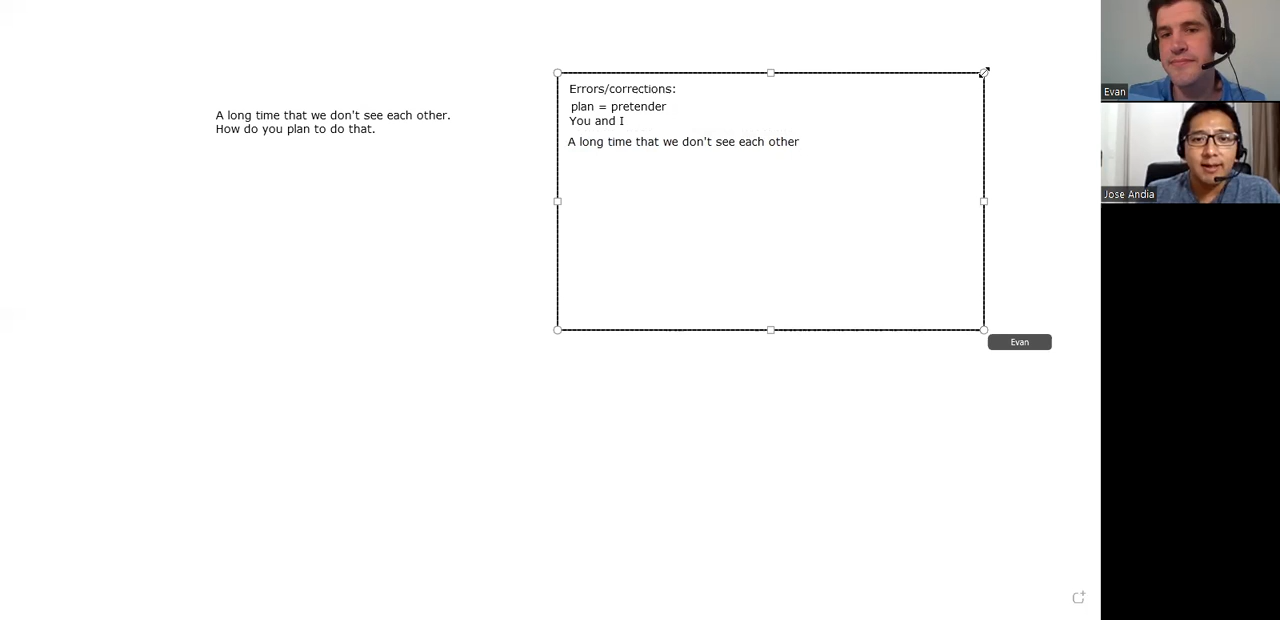 A long time that we don't see each other.
How do you plan to do that.
Errors/corrections:
plan = pretender
You and I
A long time that we don't see each other
Evan
Evan
Jose Andia